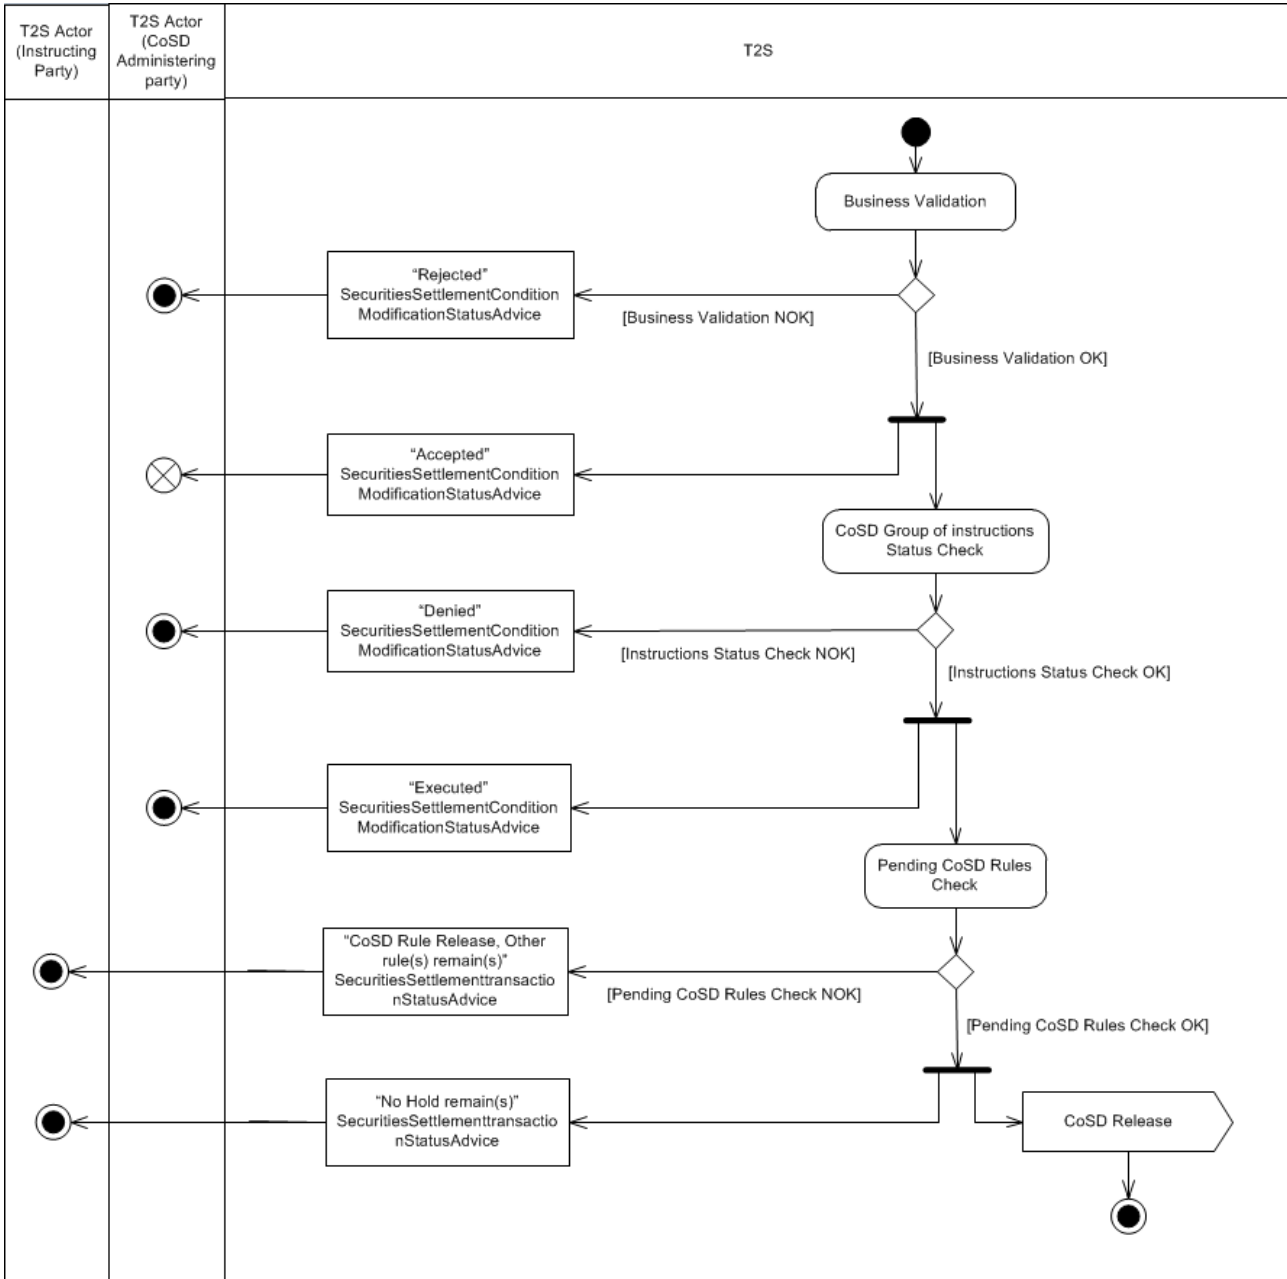 T2S Actor
(Instructing
Party)
T2S Actor
(CoSD
Administering
party)
T2S
Business Validation
“Rejected”
SecuritiesSettlementCondition
ModificationStatusAdvice
[Business Validation NOK]
[Business Validation OK]
“Accepted”
SecuritiesSettlementCondition
ModificationStatusAdvice
CoSD Group of instructions
Status Check
“Denied”
SecuritiesSettlementCondition
ModificationStatusAdvice
[Instructions Status Check NOK]
[Instructions Status Check OK]
“Executed”
SecuritiesSettlementCondition
ModificationStatusAdvice
Pending CoSD Rules
Check
“CoSD Rule Release, Other
rule(s) remain(s)”
SecuritiesSettlementtransactio
nStatusAdvice
[Pending CoSD Rules Check NOK]
[Pending CoSD Rules Check OK]
“No Hold remain(s)”
SecuritiesSettlementtransactio
nStatusAdvice
CoSD Release